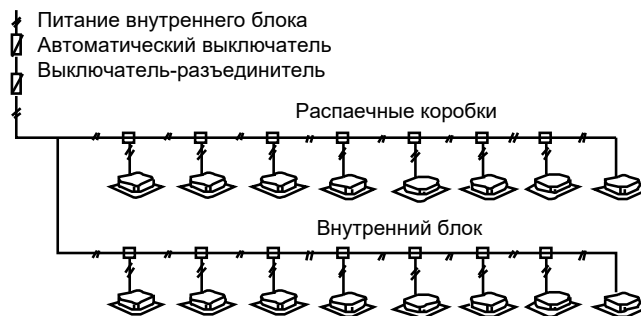 Питание внутреннего блока
Автоматический выключатель
Выключатель-разъединитель
Распаечные коробки
Внутренний блок